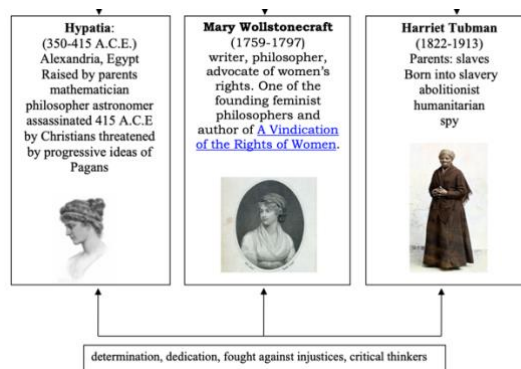 Hypatia:
(350-415 A.C.E.)
Alexandria, Egypt
Raised by parents
mathematician
philosopher astronomer
assassinated 415 A.C.E
by Christians threatened
by progressive ideas of
Pagans
Mary Wollstonecraft
(1759-1797)
writer, philosopher,
advocate of women's
rights. One of the
founding feminist
philosophers and
author of A Vindication
of the Rights of Women.
Harriet Tubman
(1822-1913)
Parents: slaves
Born into slavery
abolitionist
humanitarian
spy
determination, dedication, fought against injustices, critical thinkers